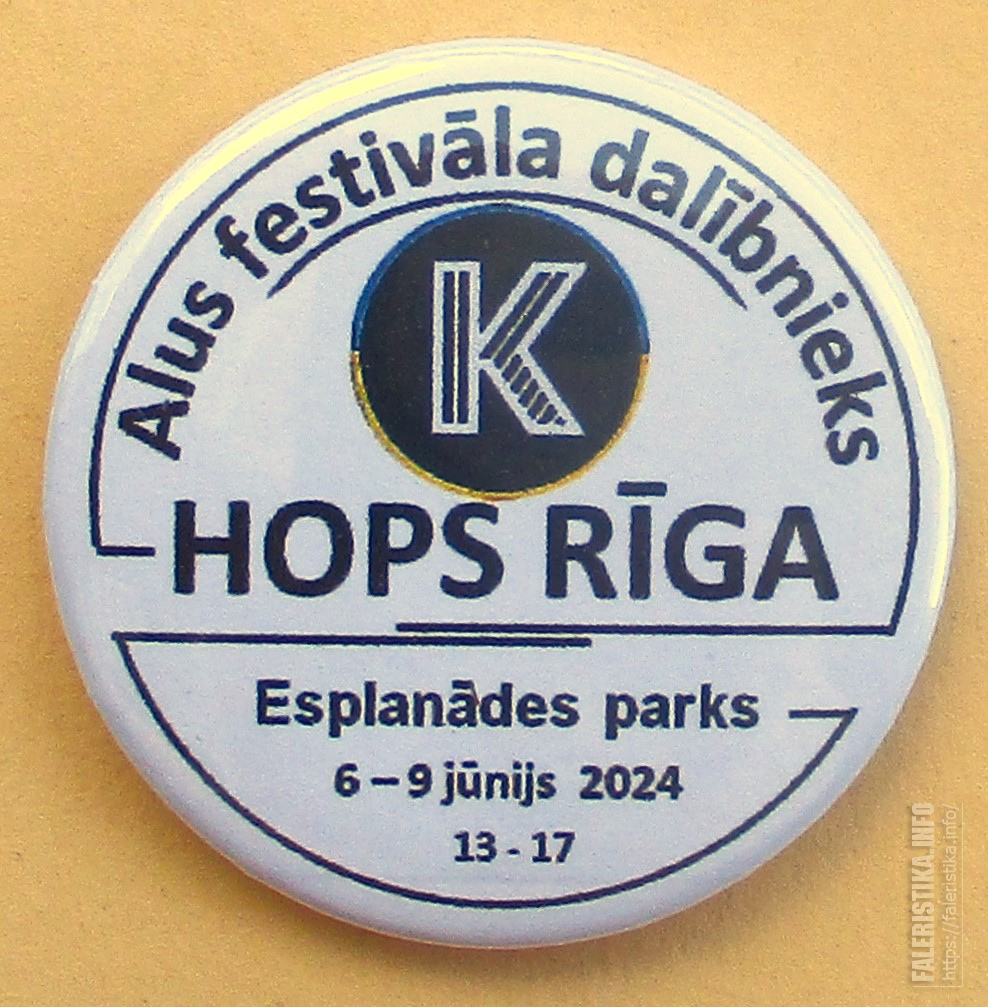 Alus festivāla dalībnieks
K
HOPS RĪGA
Esplanādes parks
6 – 9 jūnijs 2024
13 - 17
FALERISTIKA.INFO
https://faleristika.info/